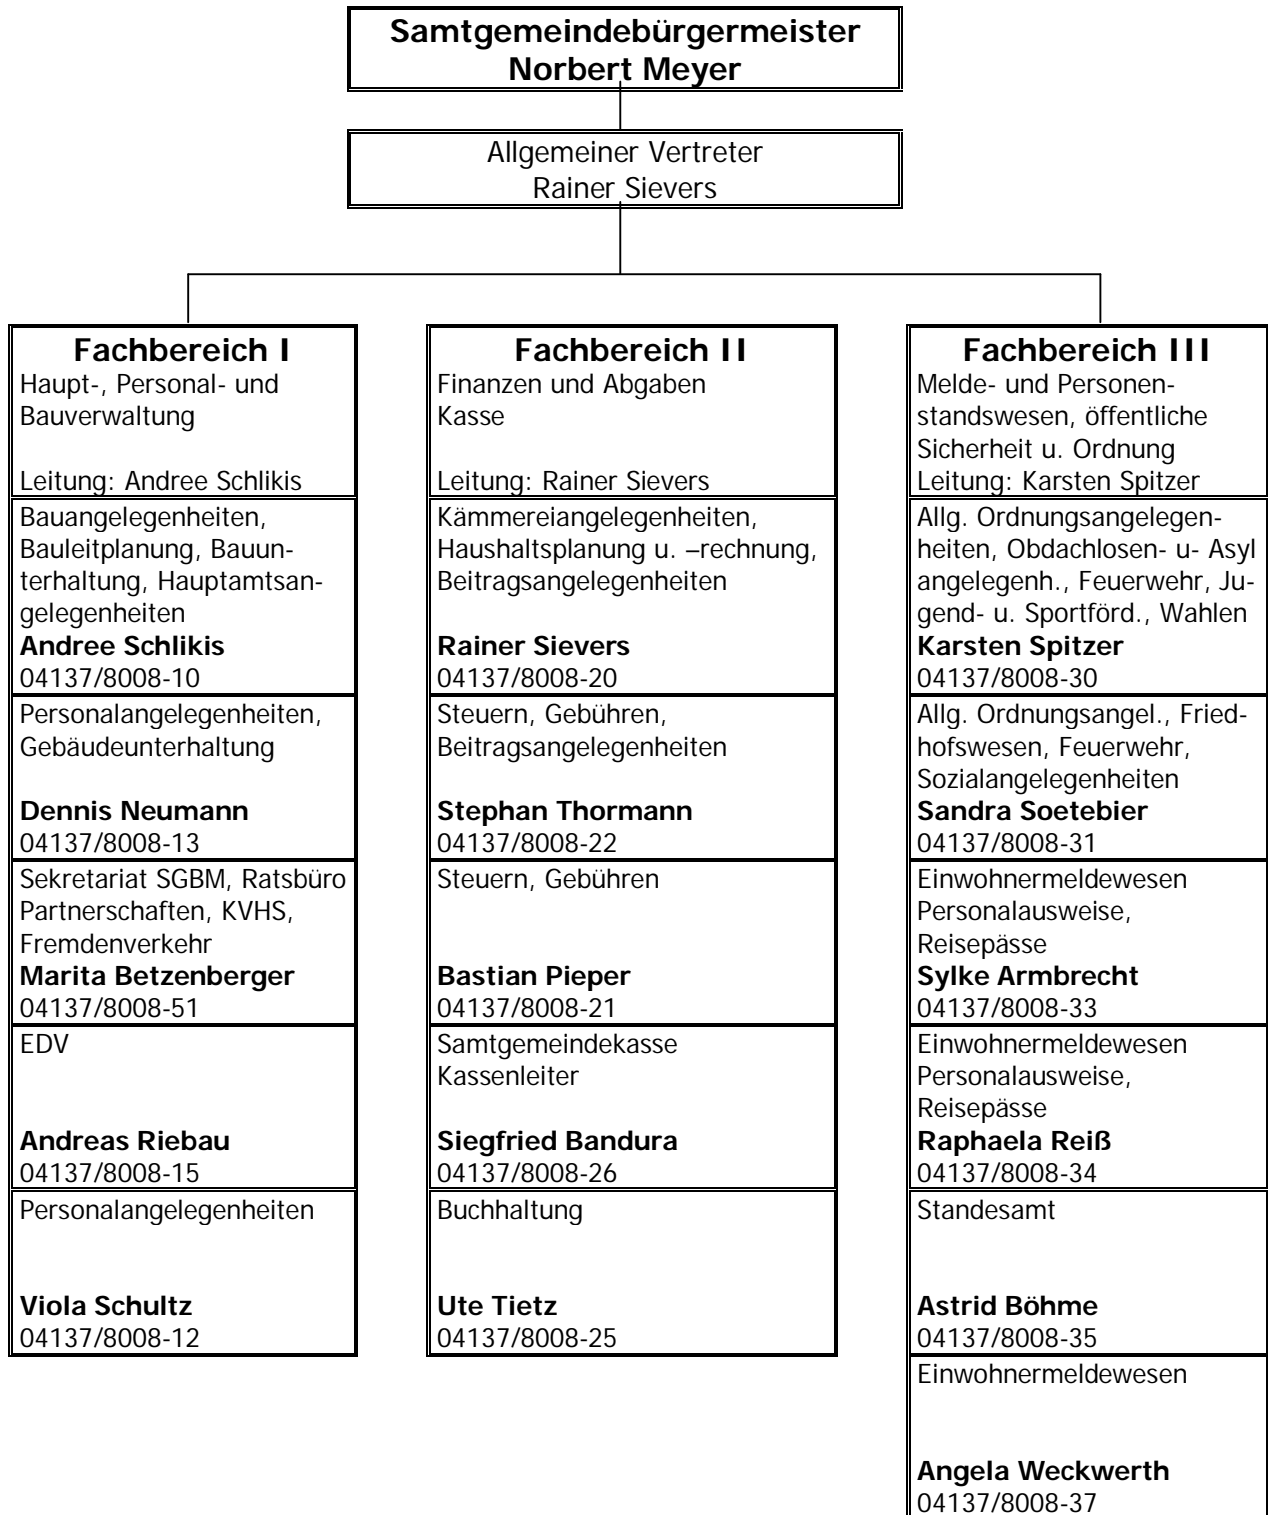 Samtgemeindebürgermeister
Norbert Meyer
Allgemeiner Vertreter
Rainer Sievers
Fachbereich I
Haupt-, Personal- und
Bauverwaltung
Leitung: Andree Schlikis
Bauangelegenheiten,
Bauleitplanung, Bauun-
terhaltung, Hauptamtsan-
gelegenheiten
Andree Schlikis
04137/8008-10
Personalangelegenheiten,
Gebäudeunterhaltung
Dennis Neumann
04137/8008-13
Sekretariat SGBM, Ratsbüro
Partnerschaften, KVHS,
Fremdenverkehr
Marita Betzenberger
04137/8008-51
EDV
Andreas Riebau
04137/8008-15
Personalangelegenheiten
Viola Schultz
04137/8008-12
Fachbereich II
Finanzen und Abgaben
Kasse
Leitung: Rainer Sievers
Kämmereiangelegenheiten,
Haushaltsplanung u. –rechnung,
Beitragsangelegenheiten
Rainer Sievers
04137/8008-20
Steuern, Gebühren,
Beitragsangelegenheiten
Stephan Thormann
04137/8008-22
Steuern, Gebühren
Bastian Pieper
04137/8008-21
Samtgemeindekasse
Kassenleiter
Siegfried Bandura
04137/8008-26
Buchhaltung
Ute Tietz
04137/8008-25
Fachbereich III
Melde- und Personen-
standswesen, öffentliche
Sicherheit u. Ordnung
Leitung: Karsten Spitzer
Allg. Ordnungsangelegen-
heiten, Obdachlosen- u- Asyl
angelegenh., Feuerwehr, Ju-
gend- u. Sportförd., Wahlen
Karsten Spitzer
04137/8008-30
Allg. Ordnungsangel., Fried-
hofswesen, Feuerwehr,
Sozialangelegenheiten
Sandra Soetebier
04137/8008-31
Einwohnermeldewesen
Personalausweise,
Reisepässe
Sylke Armbrecht
04137/8008-33
Einwohnermeldewesen
Personalausweise,
Reisepässe
Raphaela Reiß
04137/8008-34
Standesamt
Astrid Böhme
04137/8008-35
Einwohnermeldewesen
Angela Weckwerth
04137/8008-37